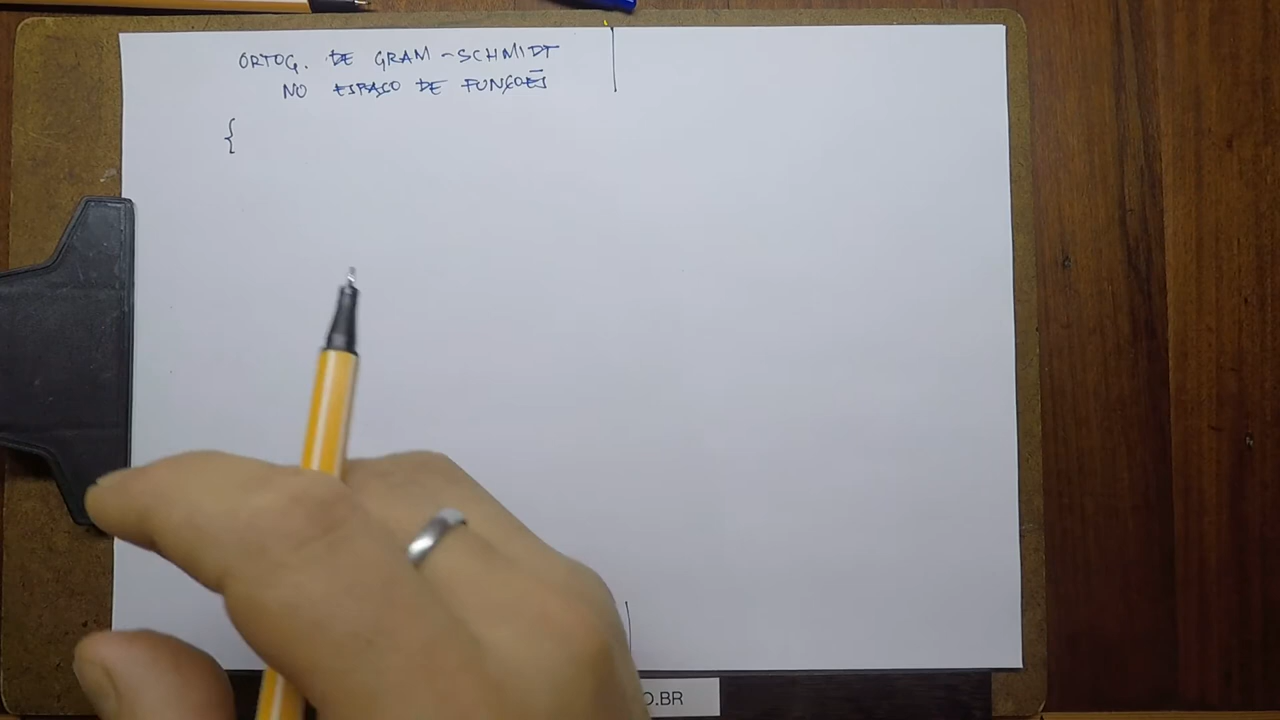 ORTOG. DE GRAM-SCHMIDT
NO ESPAÇO DE FUNÇÕES
{
O.BR